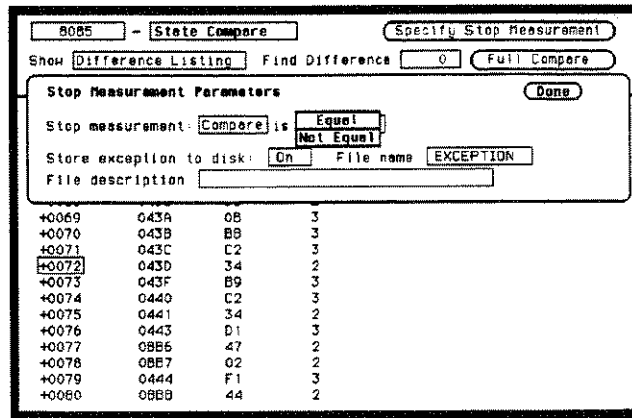 8085 - State Compare Specify Stop Measurement
Show Difference Listing Find Difference 0 Full Compare
Stop Measurement Parameters Done
Stop measurement: Compare is Equal
Not Equal
Store exception to disk: On File name EXCEPTION
File description
+0069 043A 0B 3
+0070 043B B8 3
+0071 043C C2 3
+0072 043D 34 2
+0073 043F B9 3
+0074 0440 C2 3
+0075 0441 34 2
+0076 0443 D1 3
+0077 08B6 47 2
+0078 08B7 02 2
+0079 0444 F1 3
+0080 08B8 44 2